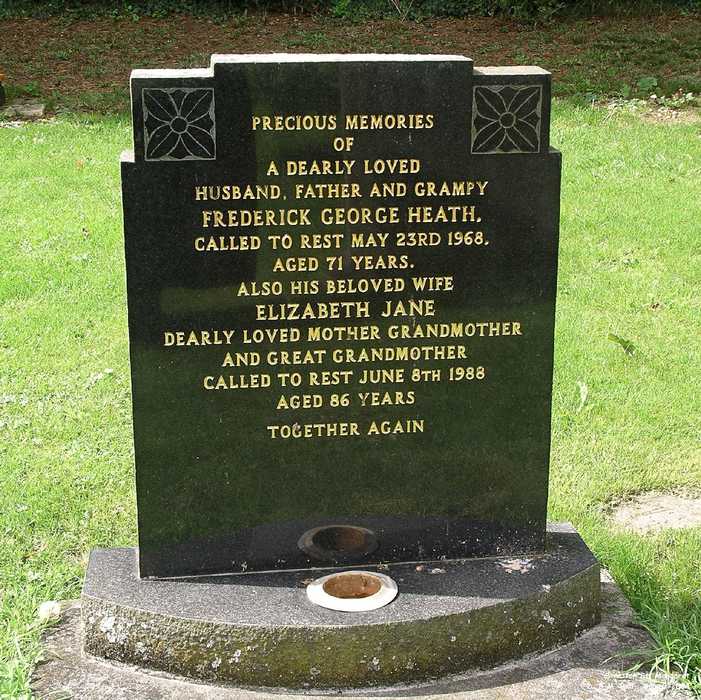 PRECIOUS MEMORIES
OF
A DEARLY LOVED
HUSBAND, FATHER AND GRAMPY
FREDERICK GEORGE HEATH.
CALLED TO REST MAY 23RD 1968.
AGED 71 YEARS.
ALSO HIS BELOVED WIFE
ELIZABETH JANE
DEARLY LOVED MOTHER GRANDMOTHER
AND GREAT GRANDMOTHER
CALLED TO REST JUNE 8TH 1988
AGED 86 YEARS
TOGETHER AGAIN